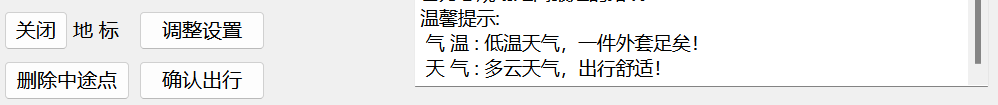 关闭 地 标 调整设置
删除中途点 确认出行
温馨提示:
气 温 : 低温天气，一件外套足矣！
天 气 : 多云天气，出行舒适！